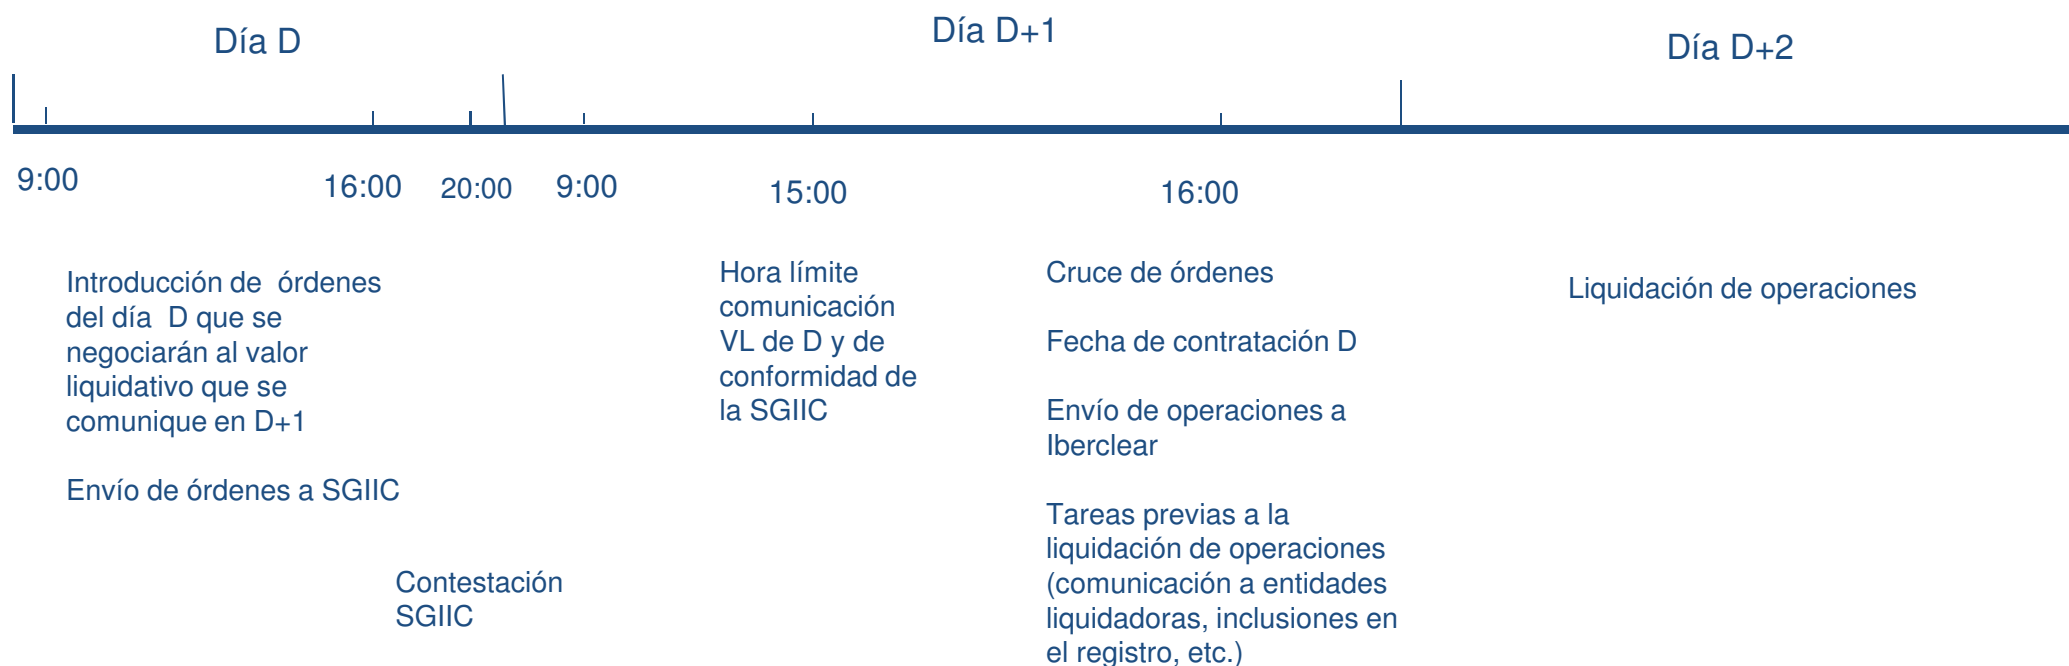 Día D
Día D+1
Día D+2
9:00
16:00
20:00
9:00
15:00
16:00
Introducción de órdenes
del día D que se
negociarán al valor
liquidativo que se
comunique en D+1
Envío de órdenes a SGIIC
Contestación
SGIIC
Hora límite
comunicación
VL de D y de
conformidad de
la SGIIC
Cruce de órdenes
Fecha de contratación D
Envío de operaciones a
Iberclear
Tareas previas a la
liquidación de operaciones
(comunicación a entidades
liquidadoras, inclusiones en
el registro, etc.)
Liquidación de operaciones